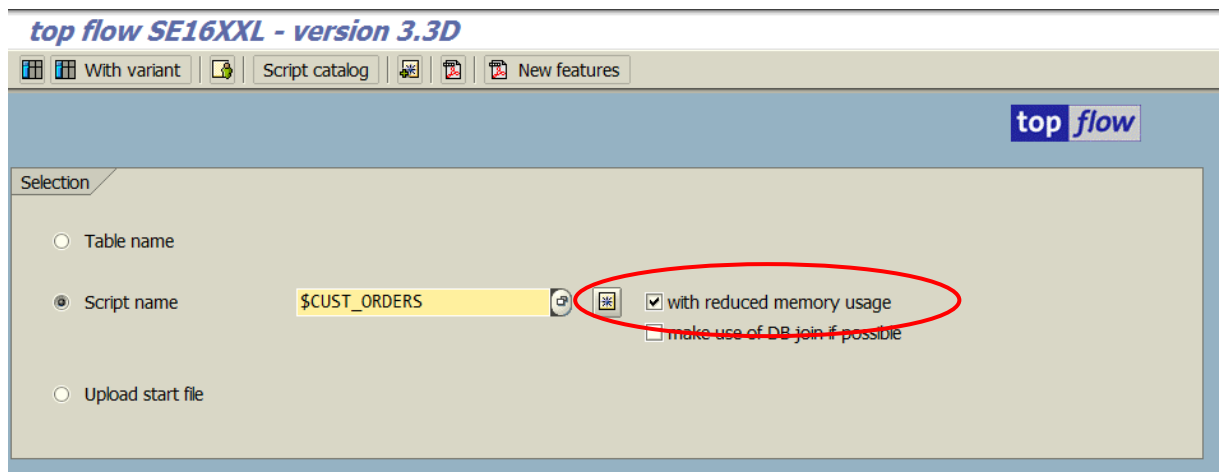 top flow SE16XXL - version 3.3D
With variant Script catalog New features
top flow
Selection
Table name
Script name $CUST_ORDERS with reduced memory usage
make use of DB join if possible
Upload start file